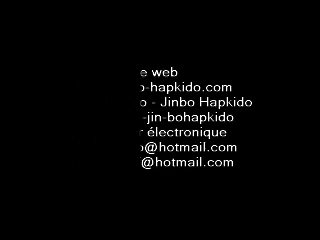 e web
o-hapkido.com
o - Jinbo Hapkido
-jin-bohapkido
r électronique
o@hotmail.com
@hotmail.com